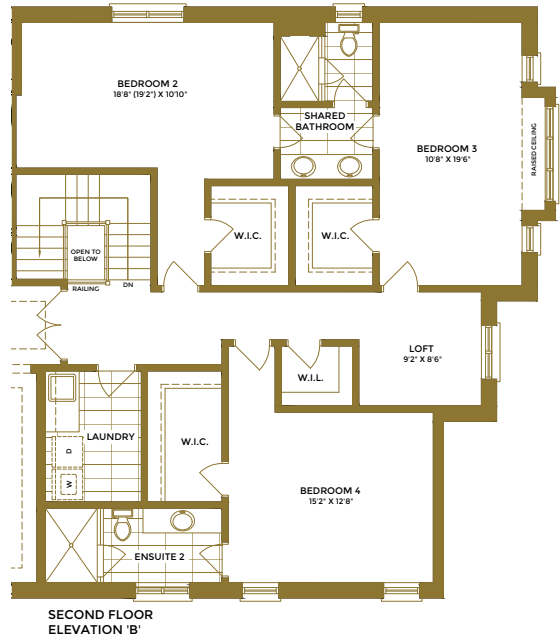 BEDROOM 2
18'8" (19'2") X 10'10"
SHARED
BATHROOM
BEDROOM 3
10'8" X 19'6"
RAISED CEILING
W.I.C.
W.I.C.
OPEN TO
BELOW
RAILING
DN
LOFT
9'2" X 8'6"
W.I.L.
LAUNDRY
D
W
W.I.C.
BEDROOM 4
15'2" X 12'8"
ENSUITE 2
SECOND FLOOR
ELEVATION 'B'